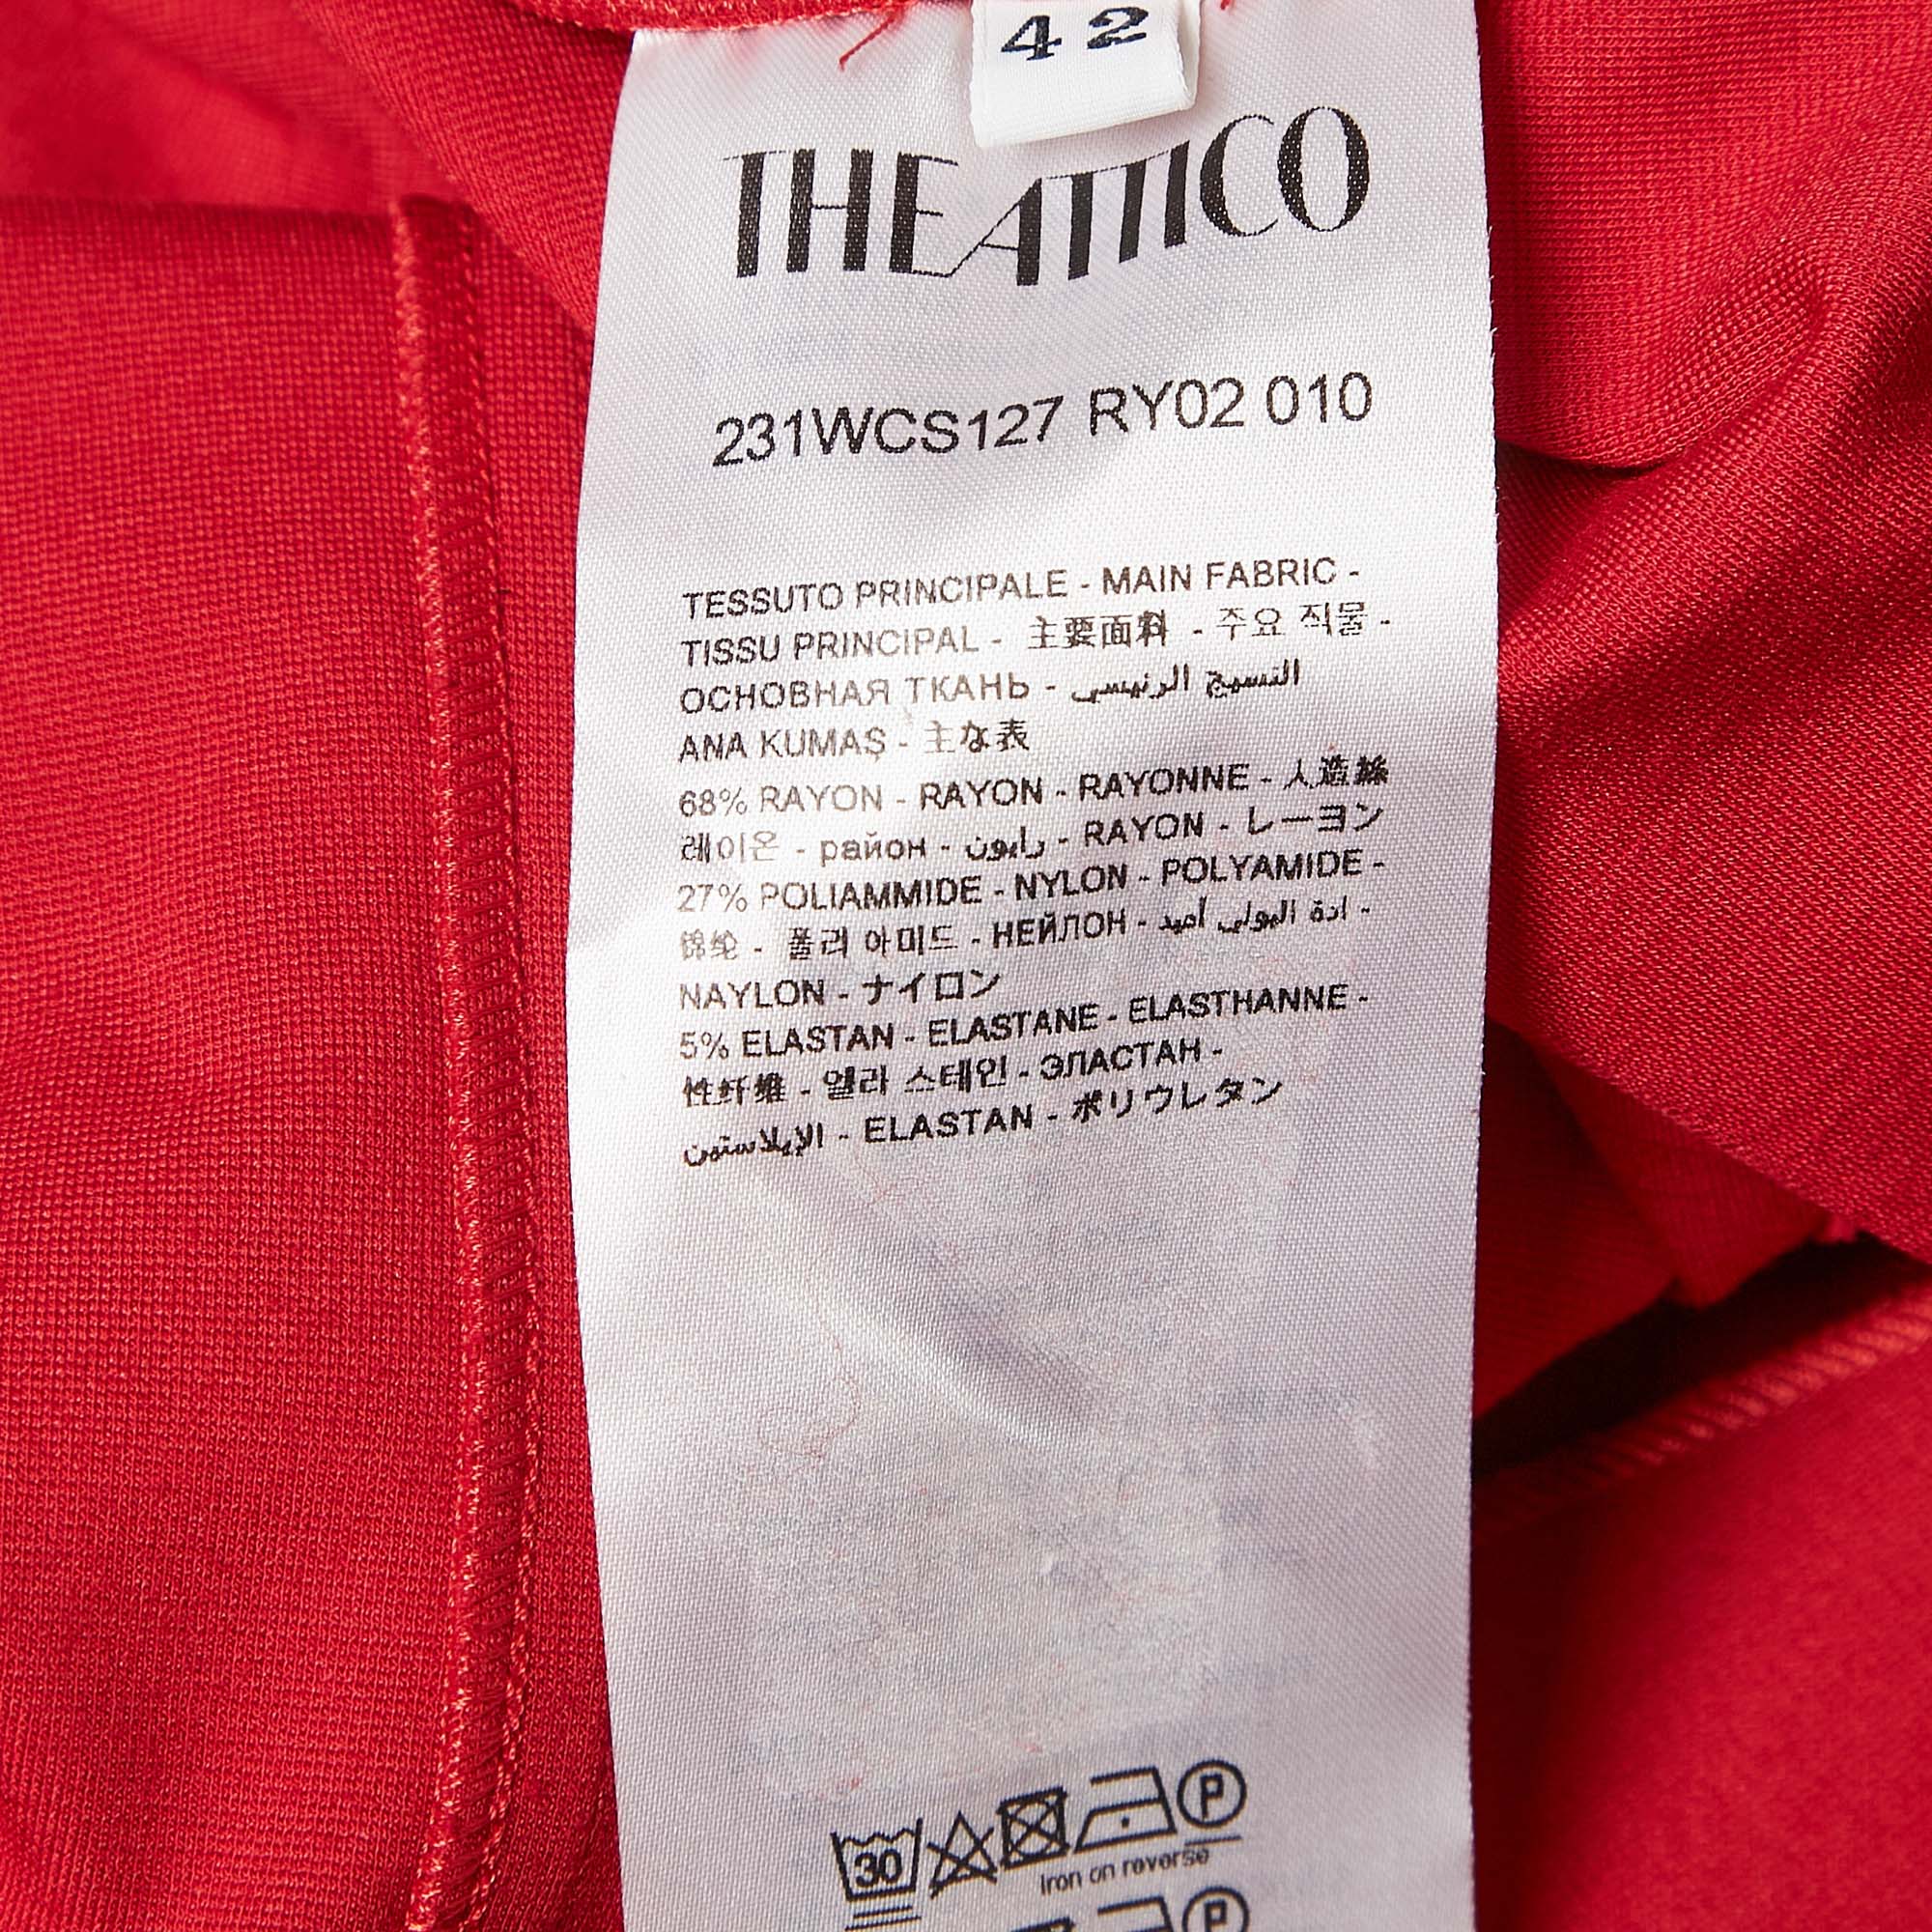 42
THE ATTICO
231WCS127 RY02 010
TESSUTO PRINCIPALE - MAIN FABRIC -
TISSU PRINCIPAL - 主要面料 - 주요 직물 -
ОСНОВНАЯ ТКАНЬ - النسيج الرئيسي
ANA KUMAŞ - 主な表
68% RAYON - RAYON - RAYONNE - 人造絲
레이온 - район - رايون - RAYON - レーヨン
27% POLIAMMIDE - NYLON - POLYAMIDE -
锦纶 - 폴리 아미드 - НЕЙЛОН - ادة البولي أميد -
NAYLON - ナイロン
5% ELASTAN - ELASTANE - ELASTHANNE -
性纤维 - 엘라 스테인 - ЭЛАСТАН -
الإيلاستين - ELASTAN - ポリウレタン
30 P
Iron on reverse
P